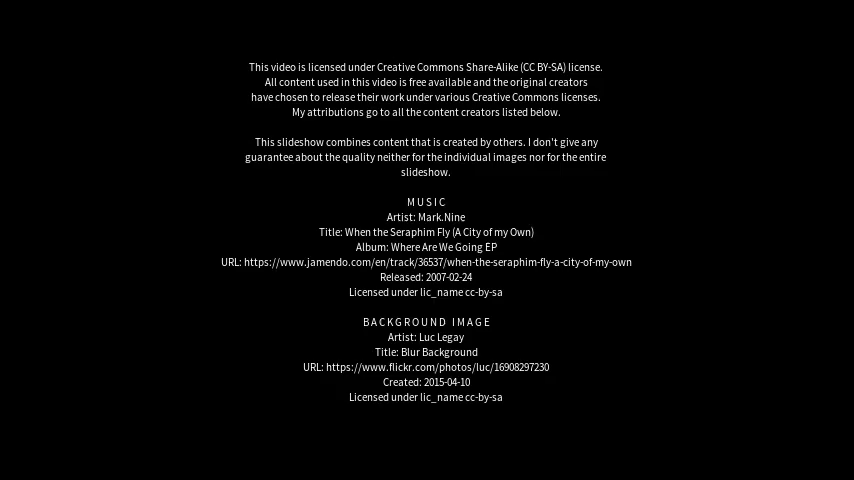 This video is licensed under Creative Commons Share-Alike (CC BY-SA) license.
All content used in this video is free available and the original creators
have chosen to release their work under various Creative Commons licenses.
My attributions go to all the content creators listed below.
This slideshow combines content that is created by others. I don't give any
guarantee about the quality neither for the individual images nor for the entire
slideshow.
MUSIC
Artist: Mark.Nine
Title: When the Seraphim Fly (A City of my Own)
Album: Where Are We Going EP
URL: https://www.jamendo.com/en/track/36537/when-the-seraphim-fly-a-city-of-my-own
Released: 2007-02-24
Licensed under lic_name cc-by-sa
BACKGROUND IMAGE
Artist: Luc Legay
Title: Blur Background
URL: https://www.flickr.com/photos/luc/16908297230
Created: 2015-04-10
Licensed under lic_name cc-by-sa